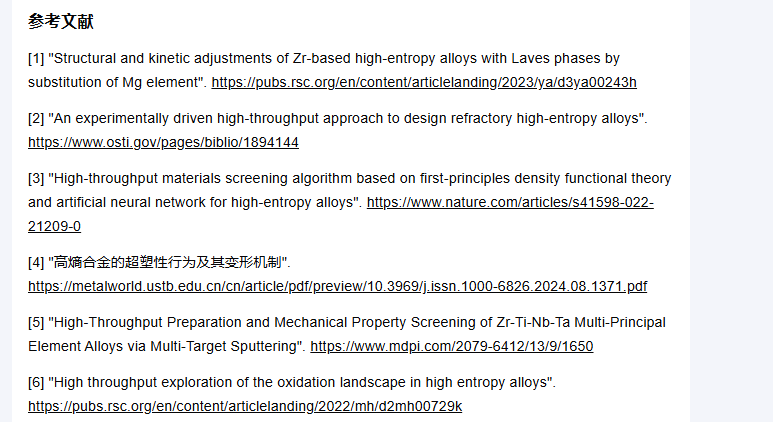 参考文献
[1] "Structural and kinetic adjustments of Zr-based high-entropy alloys with Laves phases by
substitution of Mg element". https://pubs.rsc.org/en/content/articlelanding/2023/ya/d3ya00243h
[2] "An experimentally driven high-throughput approach to design refractory high-entropy alloys".
https://www.osti.gov/pages/biblio/1894144
[3] "High-throughput materials screening algorithm based on first-principles density functional theory
and artificial neural network for high-entropy alloys". https://www.nature.com/articles/s41598-022-
21209-0
[4] "高熵合金的超塑性行为及其变形机制".
https://metalworld.ustb.edu.cn/cn/article/pdf/preview/10.3969/j.issn.1000-6826.2024.08.1371.pdf
[5] "High-Throughput Preparation and Mechanical Property Screening of Zr-Ti-Nb-Ta Multi-Principal
Element Alloys via Multi-Target Sputtering". https://www.mdpi.com/2079-6412/13/9/1650
[6] "High throughput exploration of the oxidation landscape in high entropy alloys".
https://pubs.rsc.org/en/content/articlelanding/2022/mh/d2mh00729k